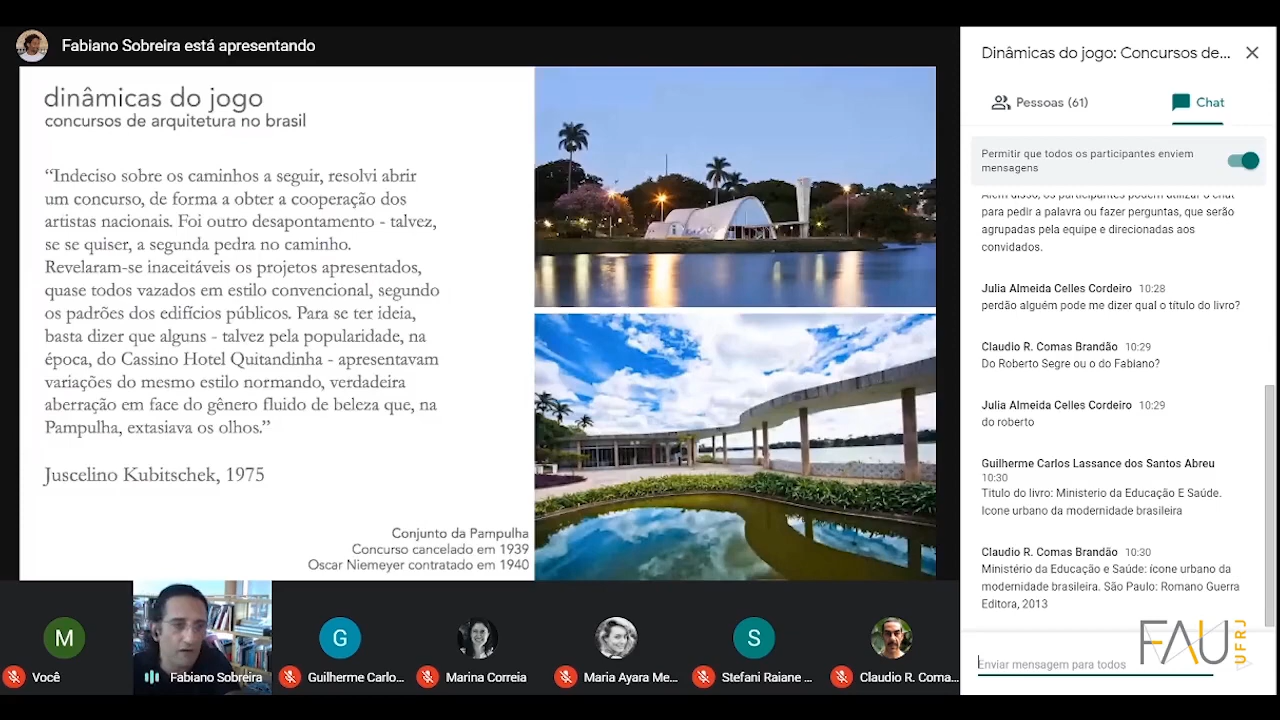 Fabiano Sobreira está apresentando
dinâmicas do jogo
concursos de arquitetura no brasil
“Indeciso sobre os caminhos a seguir, resolvi abrir
um concurso, de forma a obter a cooperação dos
artistas nacionais. Foi outro desapontamento - talvez,
se se quiser, a segunda pedra no caminho.
Revelaram-se inaceitáveis os projetos apresentados,
quase todos vazados em estilo convencional, segundo
os padrões dos edifícios públicos. Para se ter ideia,
basta dizer que alguns - talvez pela popularidade, na
época, do Cassino Hotel Quitandinha - apresentavam
variações do mesmo estilo normando, verdadeira
aberração em face do gênero fluido de beleza que, na
Pampulha, extasiava os olhos.”
Juscelino Kubitschek, 1975
Conjunto da Pampulha
Concurso cancelado em 1939
Oscar Niemeyer contratado em 1940
M
Você
Fabiano Sobreira
G
Guilherme Carlo...
Marina Correia
Maria Ayara Me...
S
Stefani Raiane ...
Claudio R. Coma...
Dinâmicas do jogo: Concursos de...
Pessoas (61)
Chat
Permitir que todos os participantes enviem
mensagens
Além disso, os participantes podem utilizar o chat
para pedir a palavra ou fazer perguntas, que serão
agrupadas pela equipe e direcionadas aos
convidados.
Julia Almeida Celles Cordeiro 10:28
perdão alguém pode me dizer qual o título do livro?
Claudio R. Comas Brandão 10:29
Do Roberto Segre ou o do Fabiano?
Julia Almeida Celles Cordeiro 10:29
do roberto
Guilherme Carlos Lassance dos Santos Abreu
10:30
Titulo do livro: Ministerio da Educação E Saúde.
Icone urbano da modernidade brasileira
Claudio R. Comas Brandão 10:30
Ministério da Educação e Saúde: ícone urbano da
modernidade brasileira. São Paulo: Romano Guerra
Editora, 2013
Enviar mensagem para todos
FAU
UFRJ